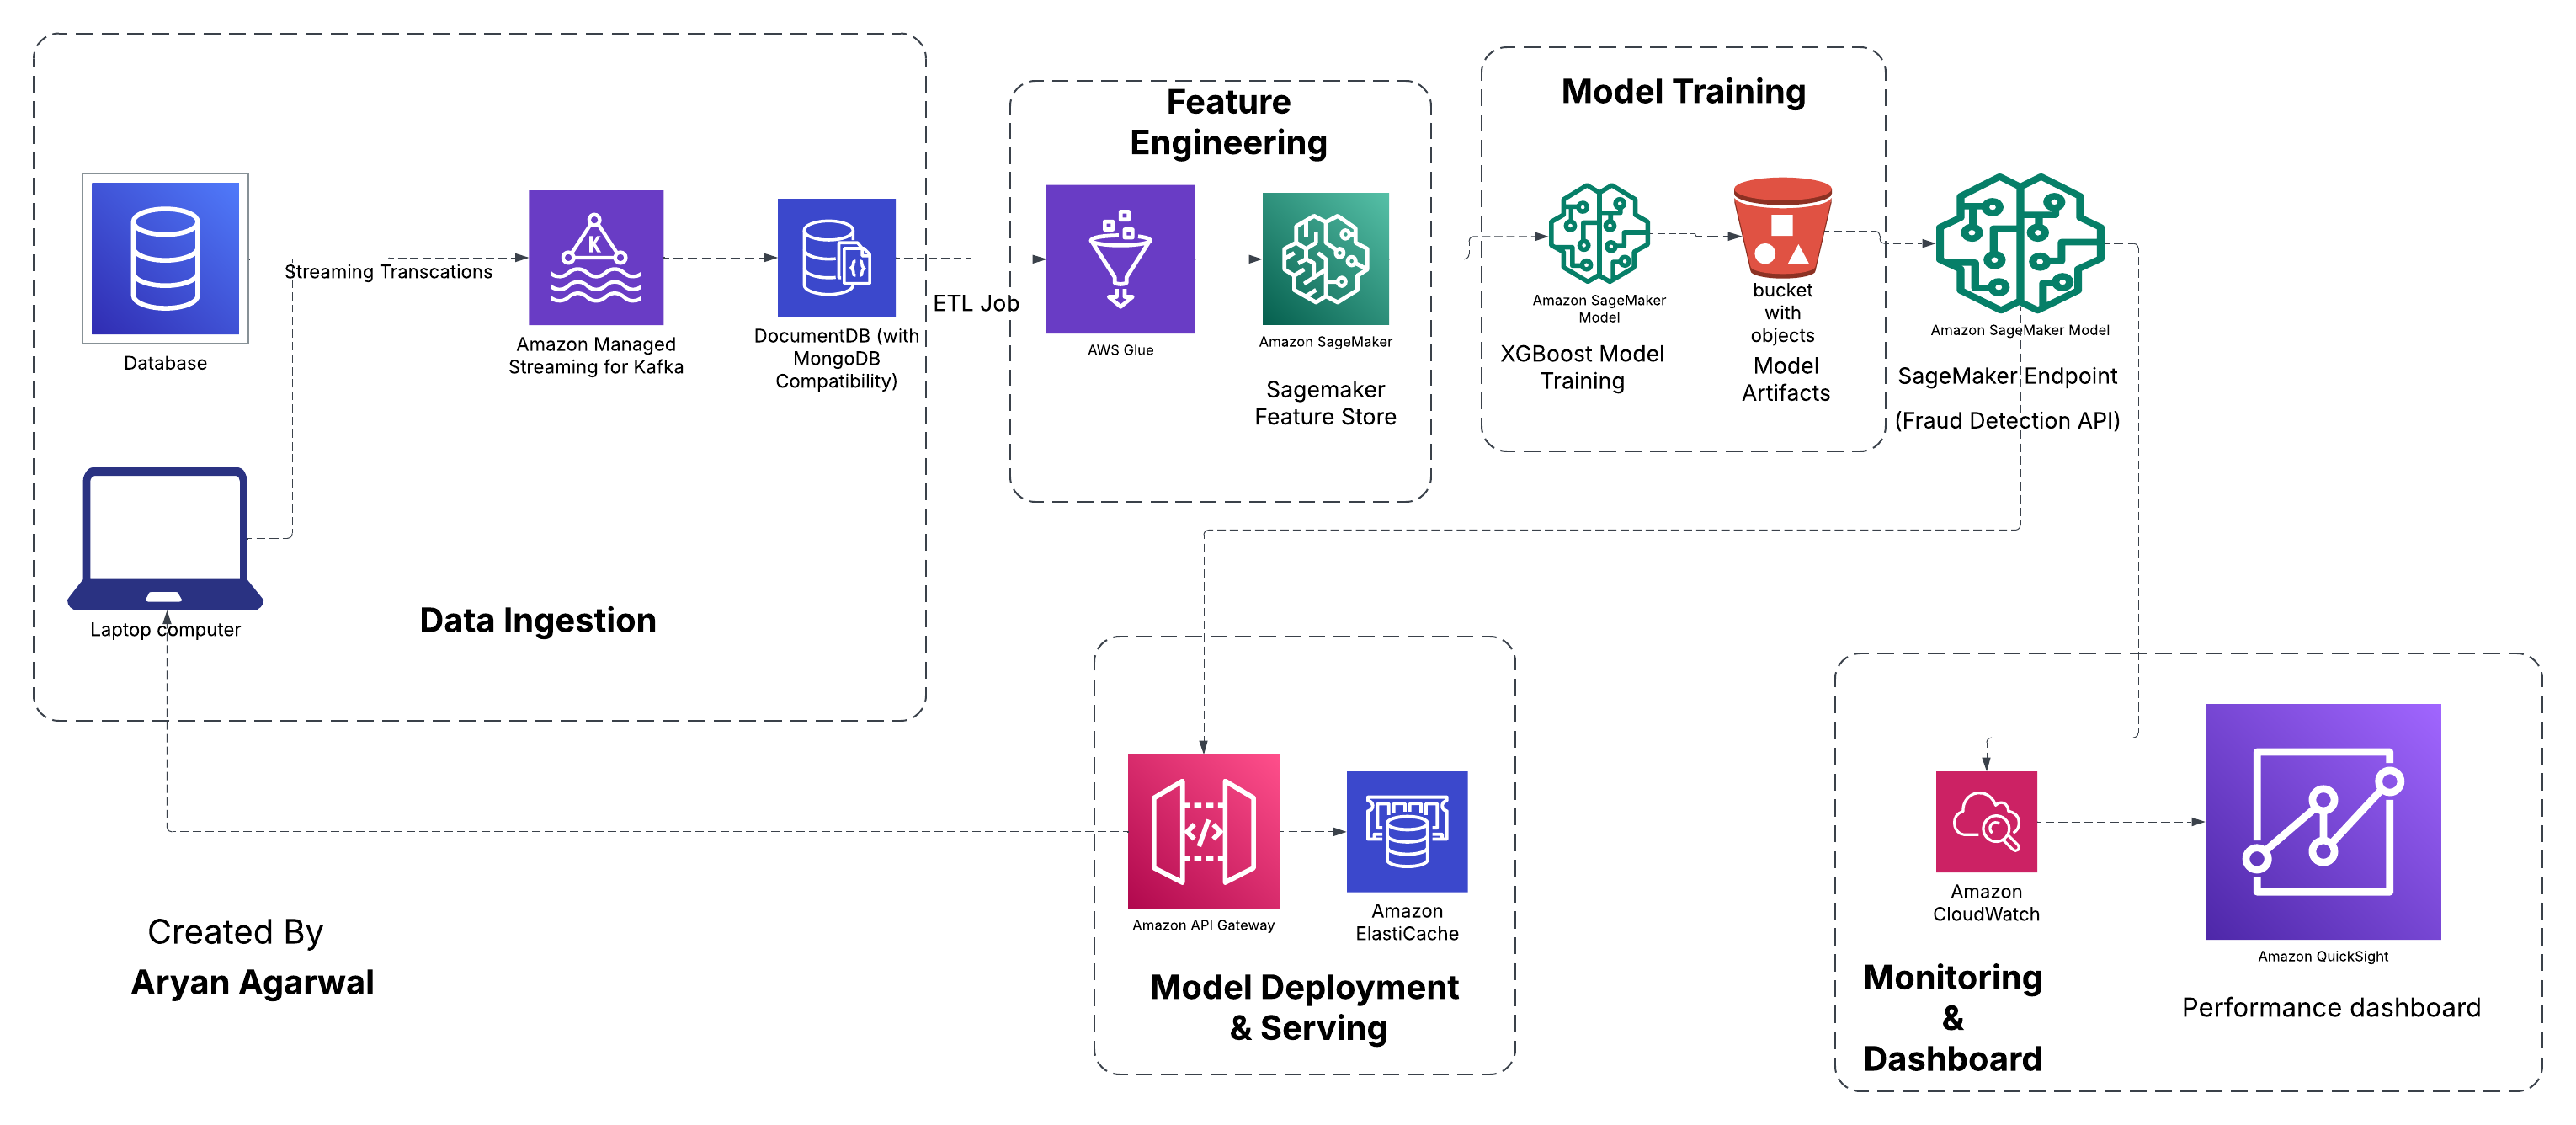 Database
Streaming Transcations
K
Amazon Managed
Streaming for Kafka
DocumentDB (with
MongoDB
Compatibility)
Laptop computer
Data Ingestion
ETL Job
Feature
Engineering
AWS Glue
Amazon SageMaker
Sagemaker
Feature Store
Model Training
Amazon SageMaker
Model
XGBoost Model
Training
bucket
with
objects
Model
Artifacts
Amazon SageMaker Model
SageMaker Endpoint
(Fraud Detection API)
Amazon API Gateway
Amazon
ElastiCache
Model Deployment
& Serving
Amazon
CloudWatch
Monitoring
&
Dashboard
Amazon QuickSight
Performance dashboard
Created By
Aryan Agarwal